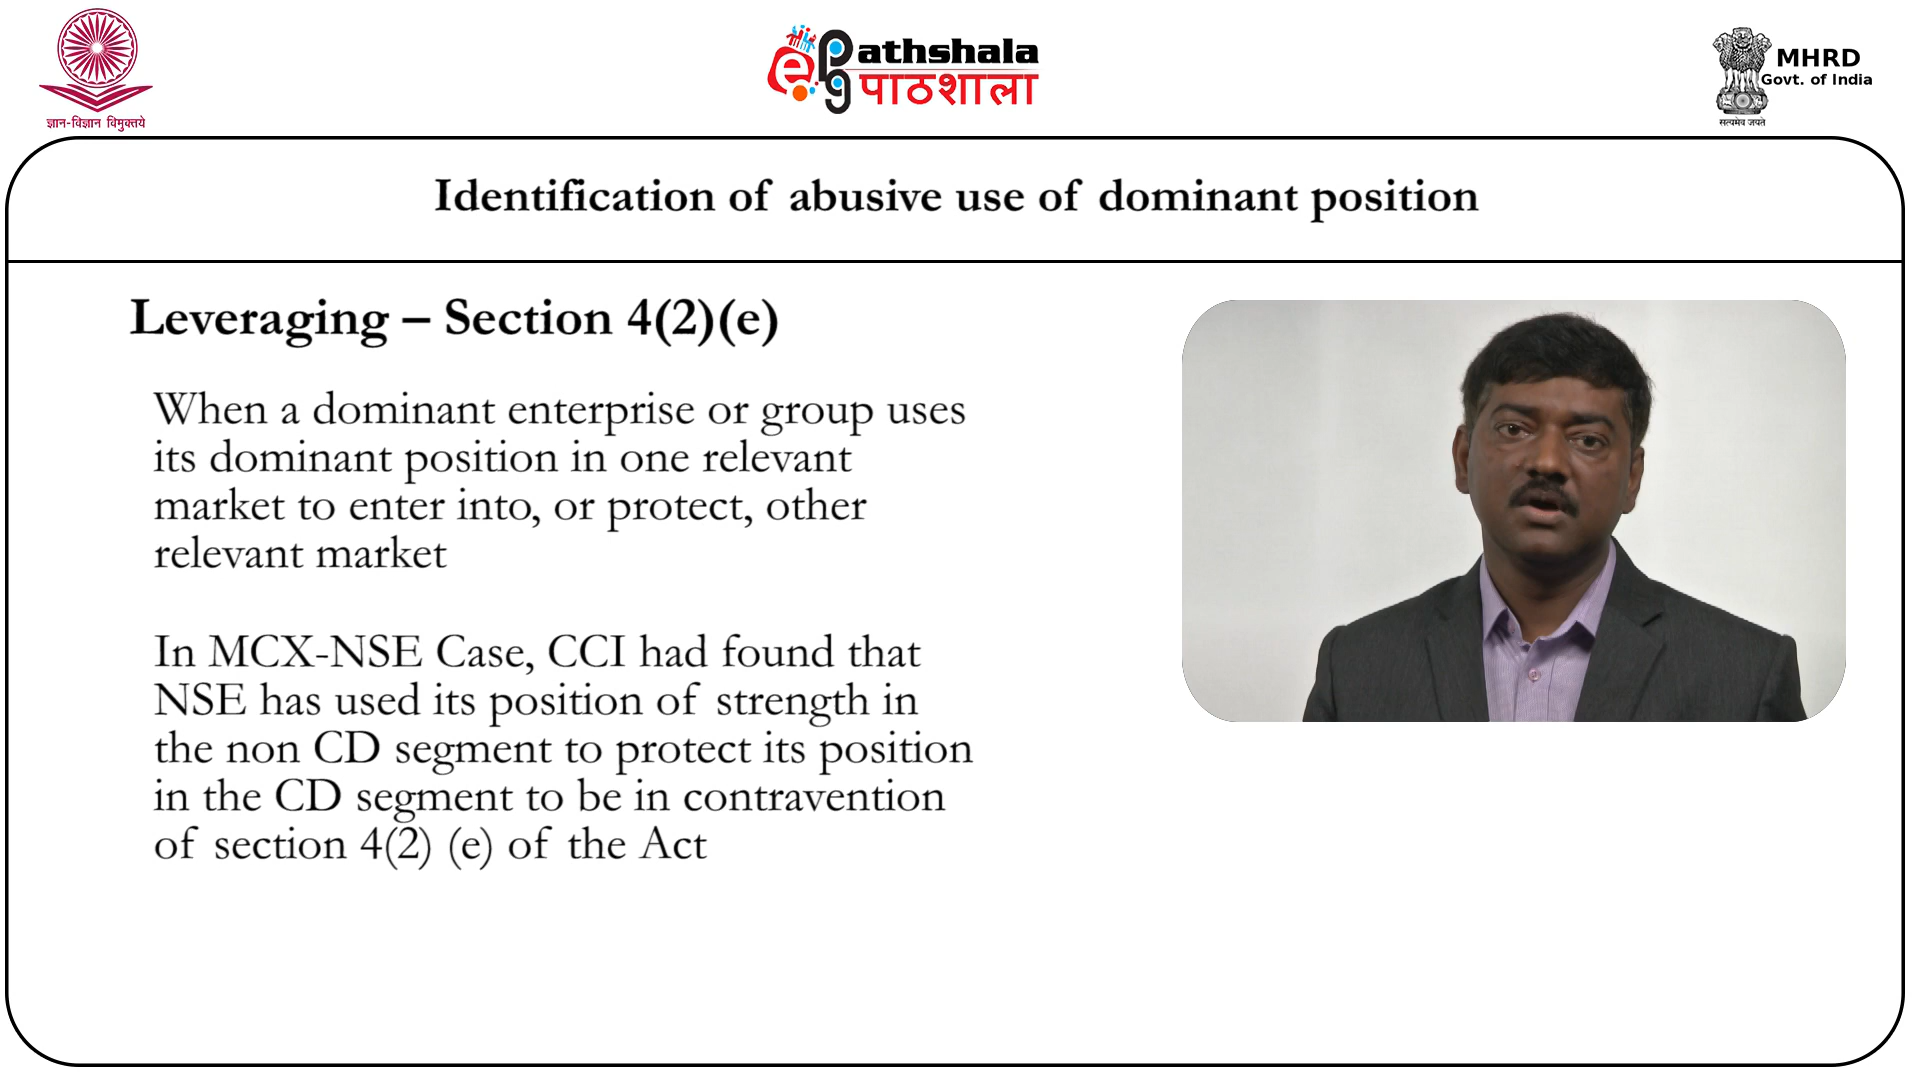 ज्ञान-विज्ञान विमुक्तये
e pg Pathshala
पाठशाला
MHRD
Govt. of India
सत्यमेव जयते
Identification of abusive use of dominant position
Leveraging – Section 4(2)(e)
When a dominant enterprise or group uses
its dominant position in one relevant
market to enter into, or protect, other
relevant market
In MCX-NSE Case, CCI had found that
NSE has used its position of strength in
the non CD segment to protect its position
in the CD segment to be in contravention
of section 4(2) (e) of the Act